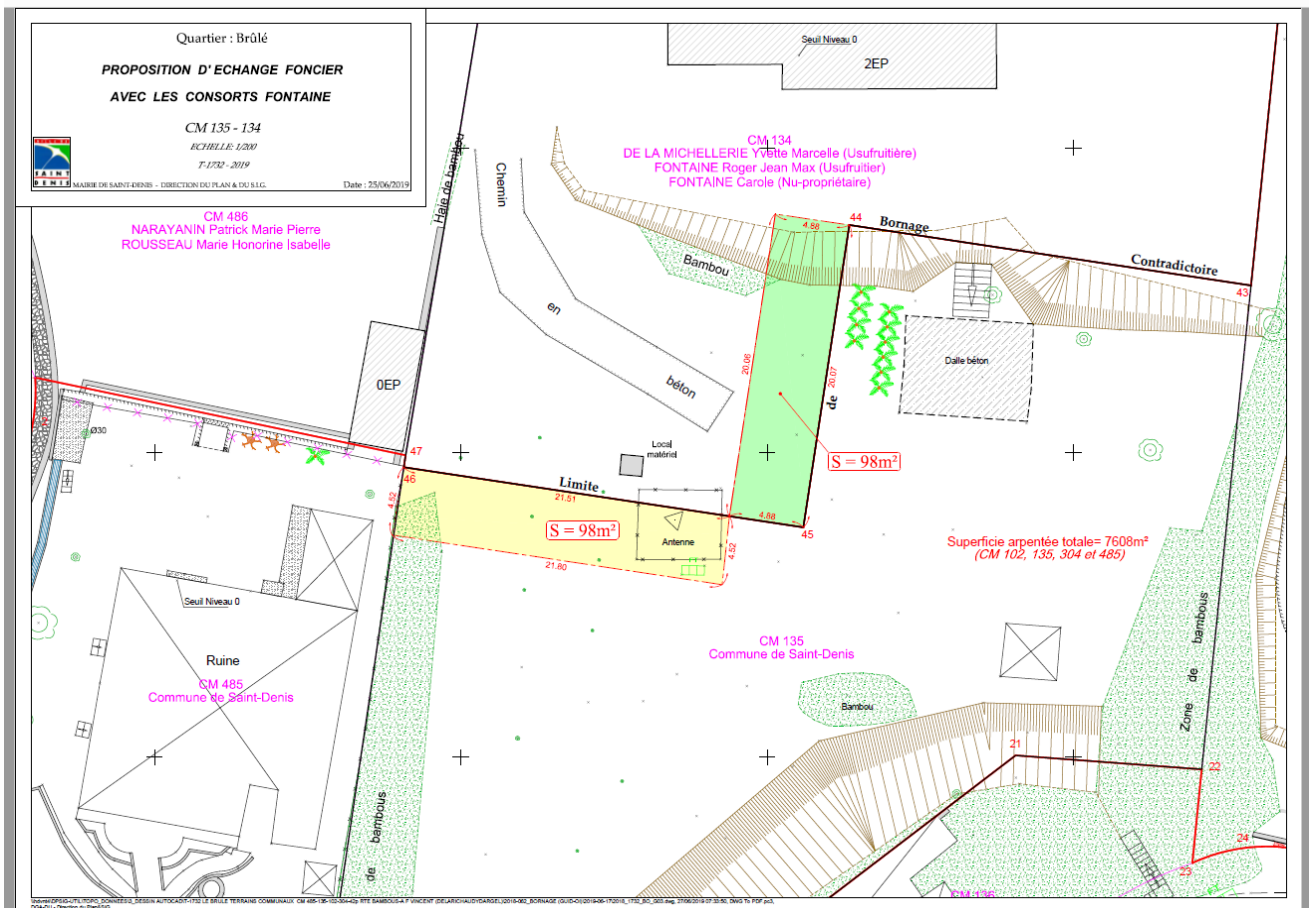 Quartier : Brûlé
PROPOSITION D' ECHANGE FONCIER
AVEC LES CONSORTS FONTAINE
CM 135 - 134
ECHELLE: 1/200
T-1732 - 2019
SAINT
DENIS
MAIRIE DE SAINT-DENIS - DIRECTION DU PLAN & DU S.I.G.
Date : 25/06/2019
Seuil Niveau 0
2EP
CM 134
DE LA MICHELLERIE Yvette Marcelle (Usufruitière)
FONTAINE Roger Jean Max (Usufruitier)
FONTAINE Carole (Nu-propriétaire)
CM 486
NARAYANIN Patrick Marie Pierre
ROUSSEAU Marie Honorine Isabelle
Haie de bambou
Chemin
en
béton
Bambou
4.88
44
Bornage
Contradictoire
43
20.06
20.07
de
Dalle béton
0EP
Ø30
47
46
Local
matériel
S = 98m²
Limite
21.51
4.52
S = 98m²
Antenne
4.88
45
4.52
21.80
Superficie arpentée totale= 7608m²
(CM 102, 135, 304 et 485)
Seuil Niveau 0
Ruine
CM 485
Commune de Saint-Denis
CM 135
Commune de Saint-Denis
Bambou
Zone de bambous
de bambous
21
22
24
23
CM 136